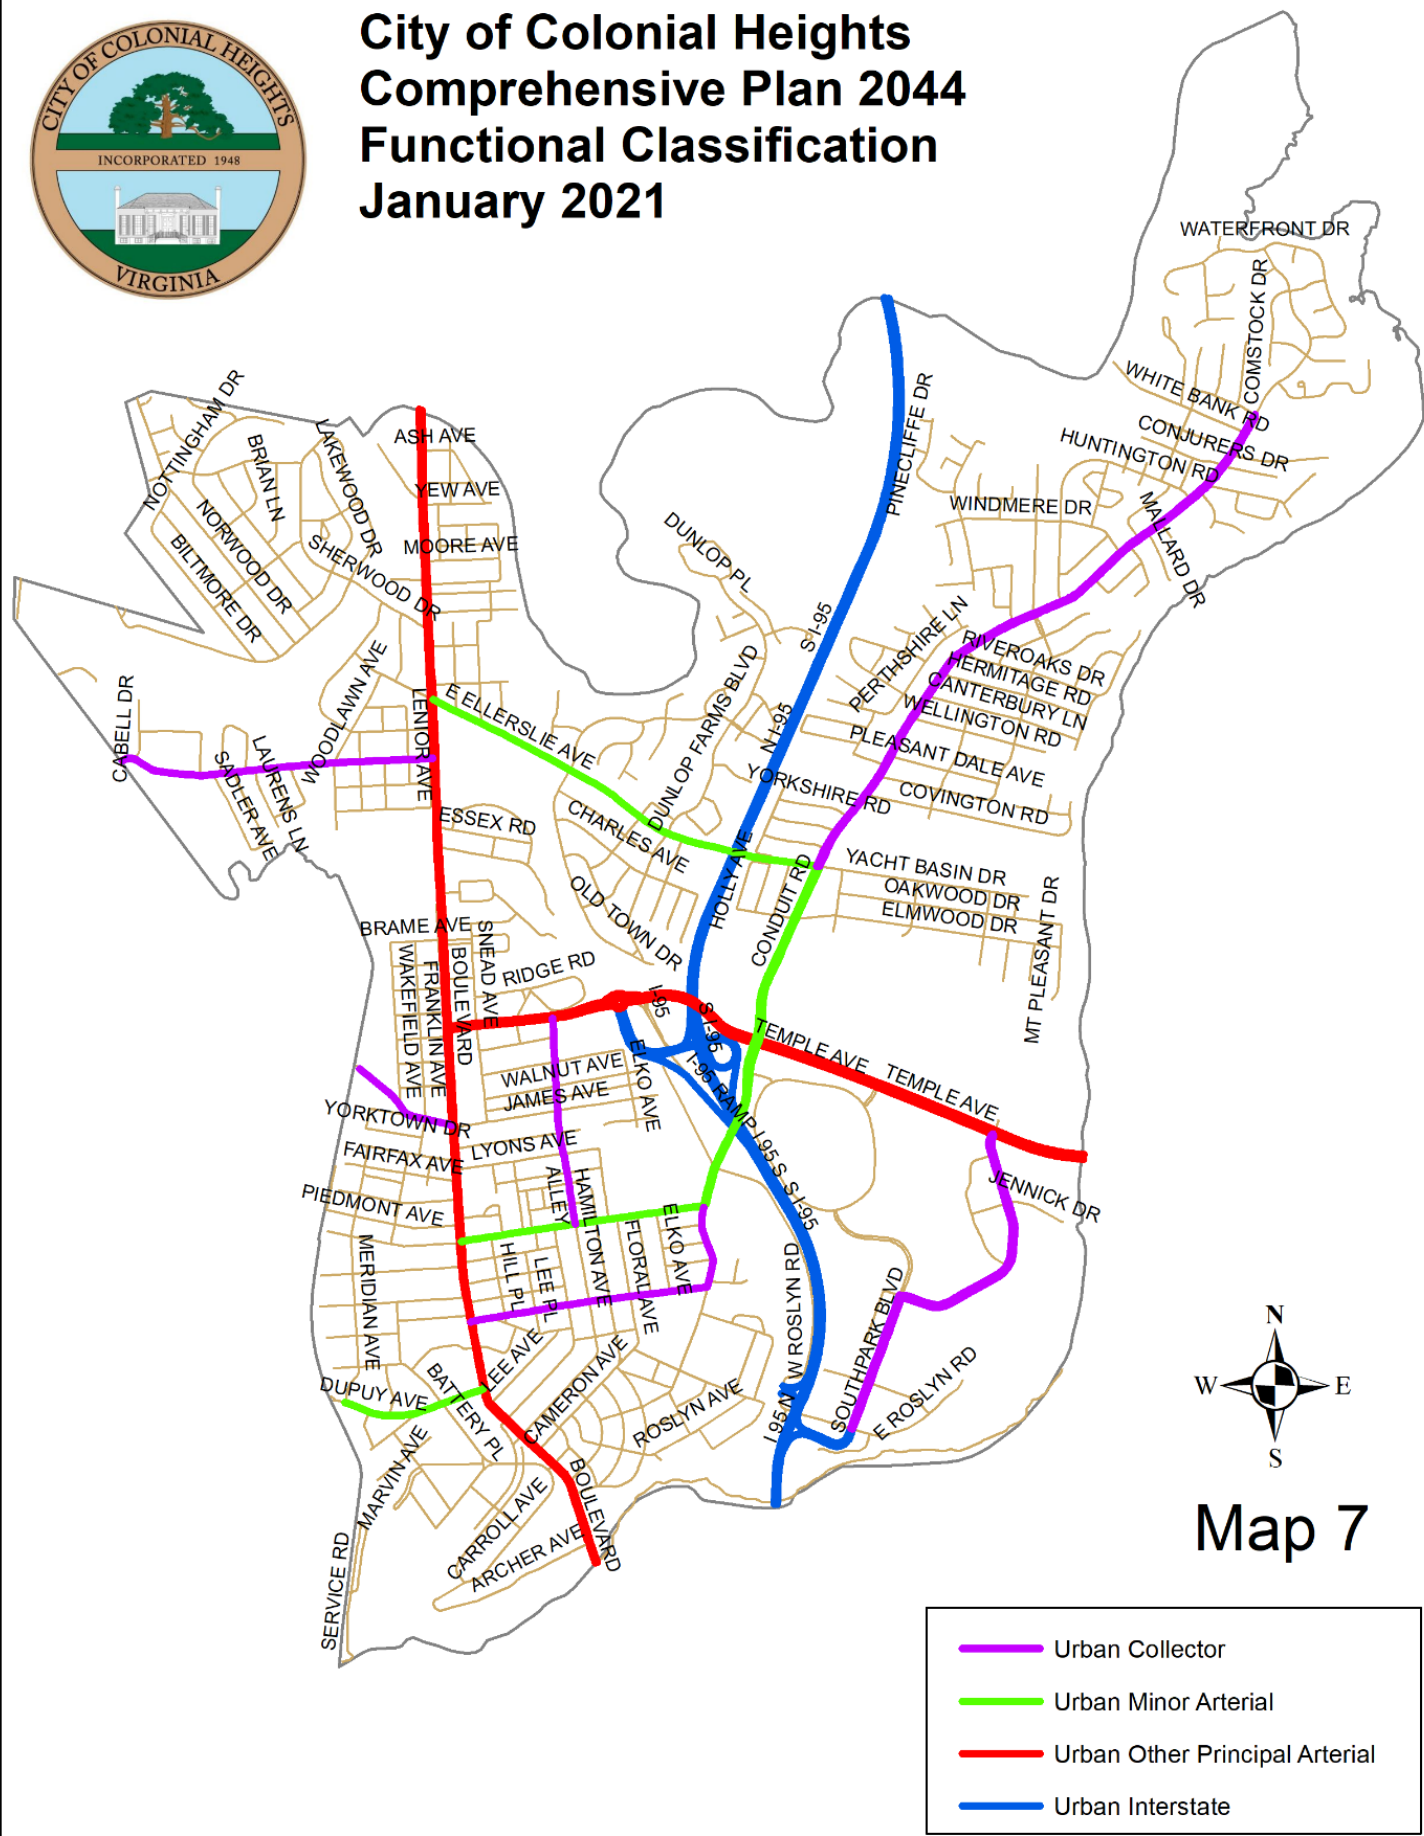 CITY OF COLONIAL HEIGHTS
INCORPORATED 1948
VIRGINIA
City of Colonial Heights
Comprehensive Plan 2044
Functional Classification
January 2021
WATERFRONT DR
COMSTOCK DR
WHITE BANK RD
CONJURERS DR
HUNTINGTON RD
PINECLIFFE DR
WINDMERE DR
MALLARD DR
NOTTINGHAM DR
BRIAN LN
LAKEWOOD DR
ASH AVE
YEW AVE
MOORE AVE
NORWOOD DR
SHERWOOD DR
BILTMORE DR
DUNLOP PL
S I-95
PERTHSHIRE LN
RIVEROAKS DR
HERMITAGE RD
CANTERBURY LN
WELLINGTON RD
PLEASANT DALE AVE
WOODLAWN AVE
CABELL DR
LENIOR AVE
E ELLERSLIE AVE
DUNLOP FARMS BLVD
N I-95
YORKSHIRE RD
COVINGTON RD
SADLER AVE
LAURENS LN
ESSEX RD
CHARLES AVE
HOLLY AVE
CONDUIT RD
YACHT BASIN DR
OAKWOOD DR
ELMWOOD DR
MT PLEASANT DR
OLD TOWN DR
BRAME AVE
SNEAD AVE
RIDGE RD
WAKEFIELD AVE
FRANKLIN AVE
BOULEVARD
I-95
S I-95
TEMPLE AVE
TEMPLE AVE
WALNUT AVE
JAMES AVE
ELKO AVE
I-95 RAMP
I 95 S
S I-95
YORKTOWN DR
FAIRFAX AVE
LYONS AVE
PIEDMONT AVE
ALLEY
HAMILTON AVE
FLORAL AVE
ELKO AVE
JENNICK DR
MERIDIAN AVE
HILL PL
LEE PL
W ROSLYN RD
SOUTHPARK BLVD
E ROSLYN RD
LEE AVE
BATTERY PL
CAMERON AVE
DUPUY AVE
ROSLYN AVE
I 95 N
MARVIN AVE
CARROLL AVE
BOULEVARD
ARCHER AVE
SERVICE RD
N
W E
S
Map 7
Urban Collector
Urban Minor Arterial
Urban Other Principal Arterial
Urban Interstate